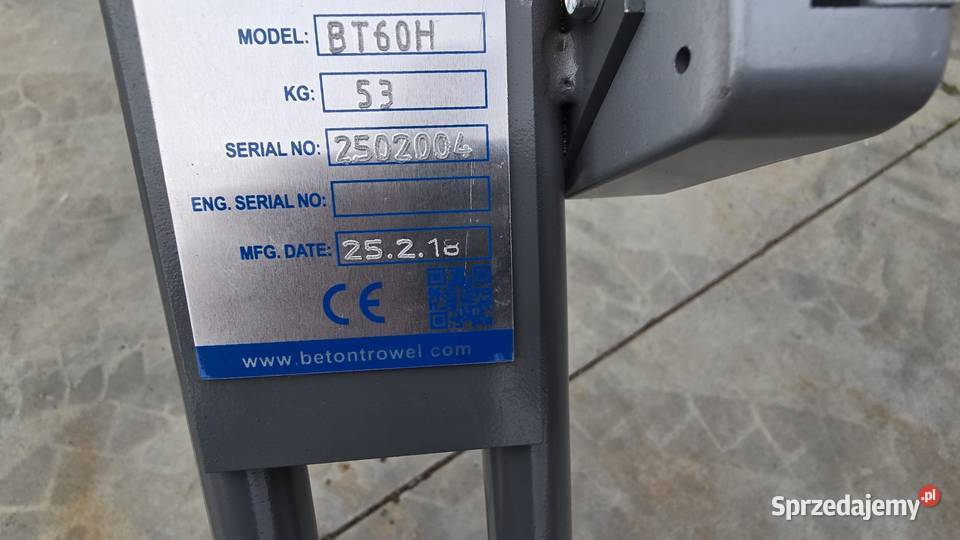 MODEL: BT60H
KG: 53
SERIAL NO: 2502004
ENG. SERIAL NO:
MFG. DATE: 25.2.18
CE
www.betontrowel.com
Sprzedajemy.pl